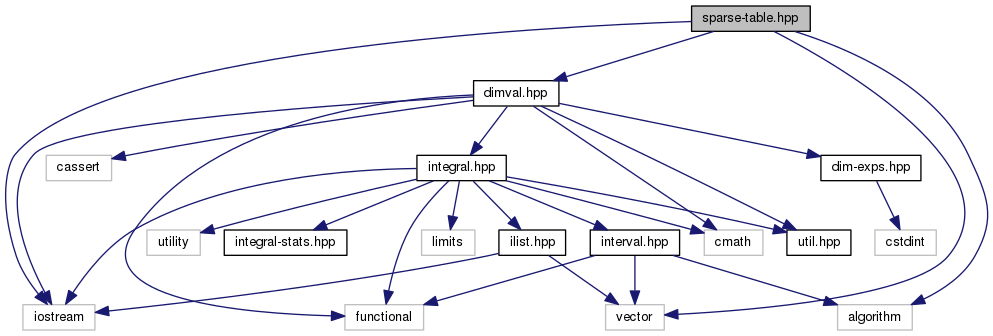 sparse-table.hpp
dimval.hpp
cassert
integral.hpp
dim-exps.hpp
utility
integral-stats.hpp
limits
ilist.hpp
interval.hpp
cmath
util.hpp
cstdint
iostream
functional
vector
algorithm